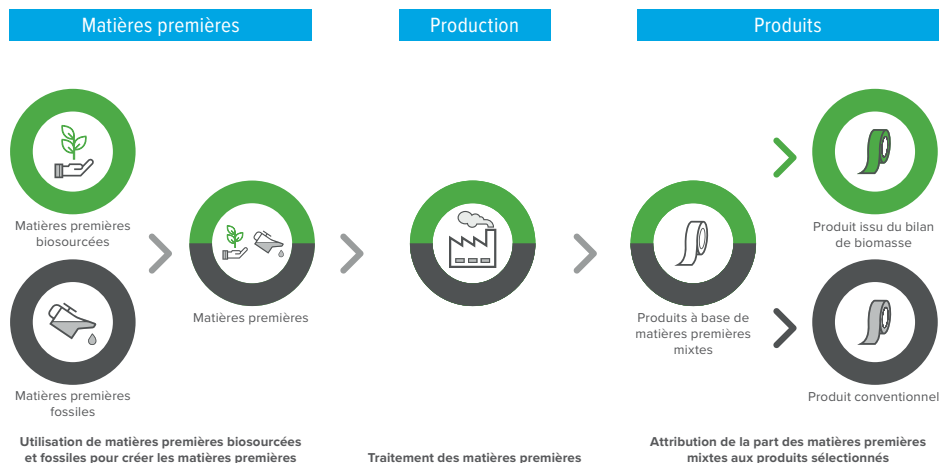 Matières premières
Production
Produits
Matières premières
biosourcées
Matières premières
fossiles
Matières premières
Produits à base de
matières premières
mixtes
Produit issu du bilan
de biomasse
Produit conventionnel
Utilisation de matières premières biosourcées
et fossiles pour créer les matières premières
Traitement des matières premières
Attribution de la part des matières premières
mixtes aux produits sélectionnés